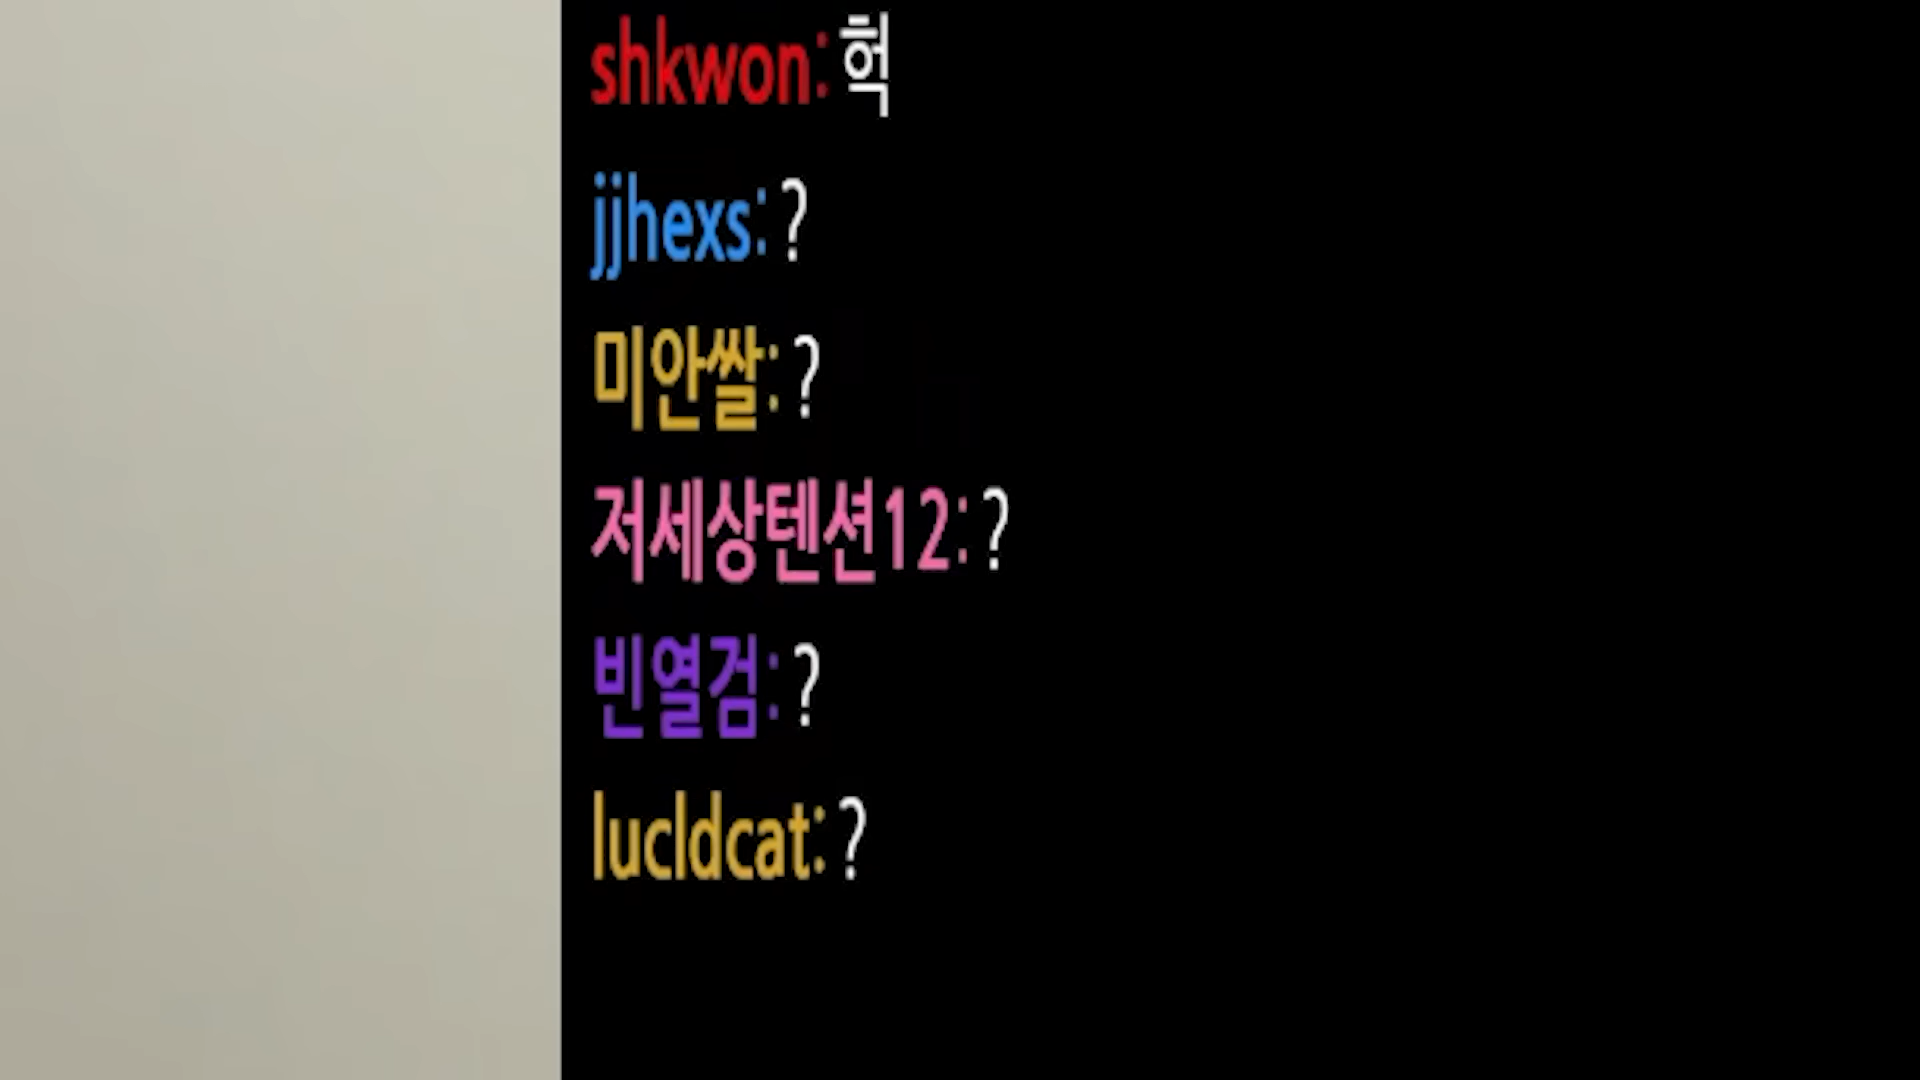 shkwon: 헉
jjhexs: ?
미안쌀: ?
저세상텐션12: ?
빈열검: ?
lucldcat: ?